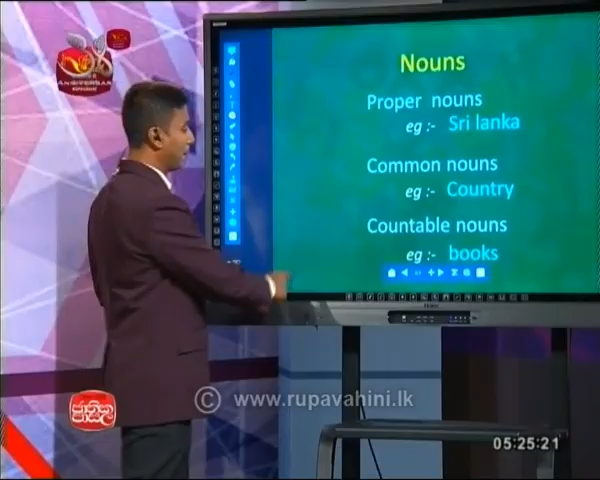 Nouns
Proper nouns
eg :- Sri lanka
Common nouns
eg :- Country
Countable nouns
eg :- books
ජාතික
පාසල
© www.rupavahini.lk
05:25:21